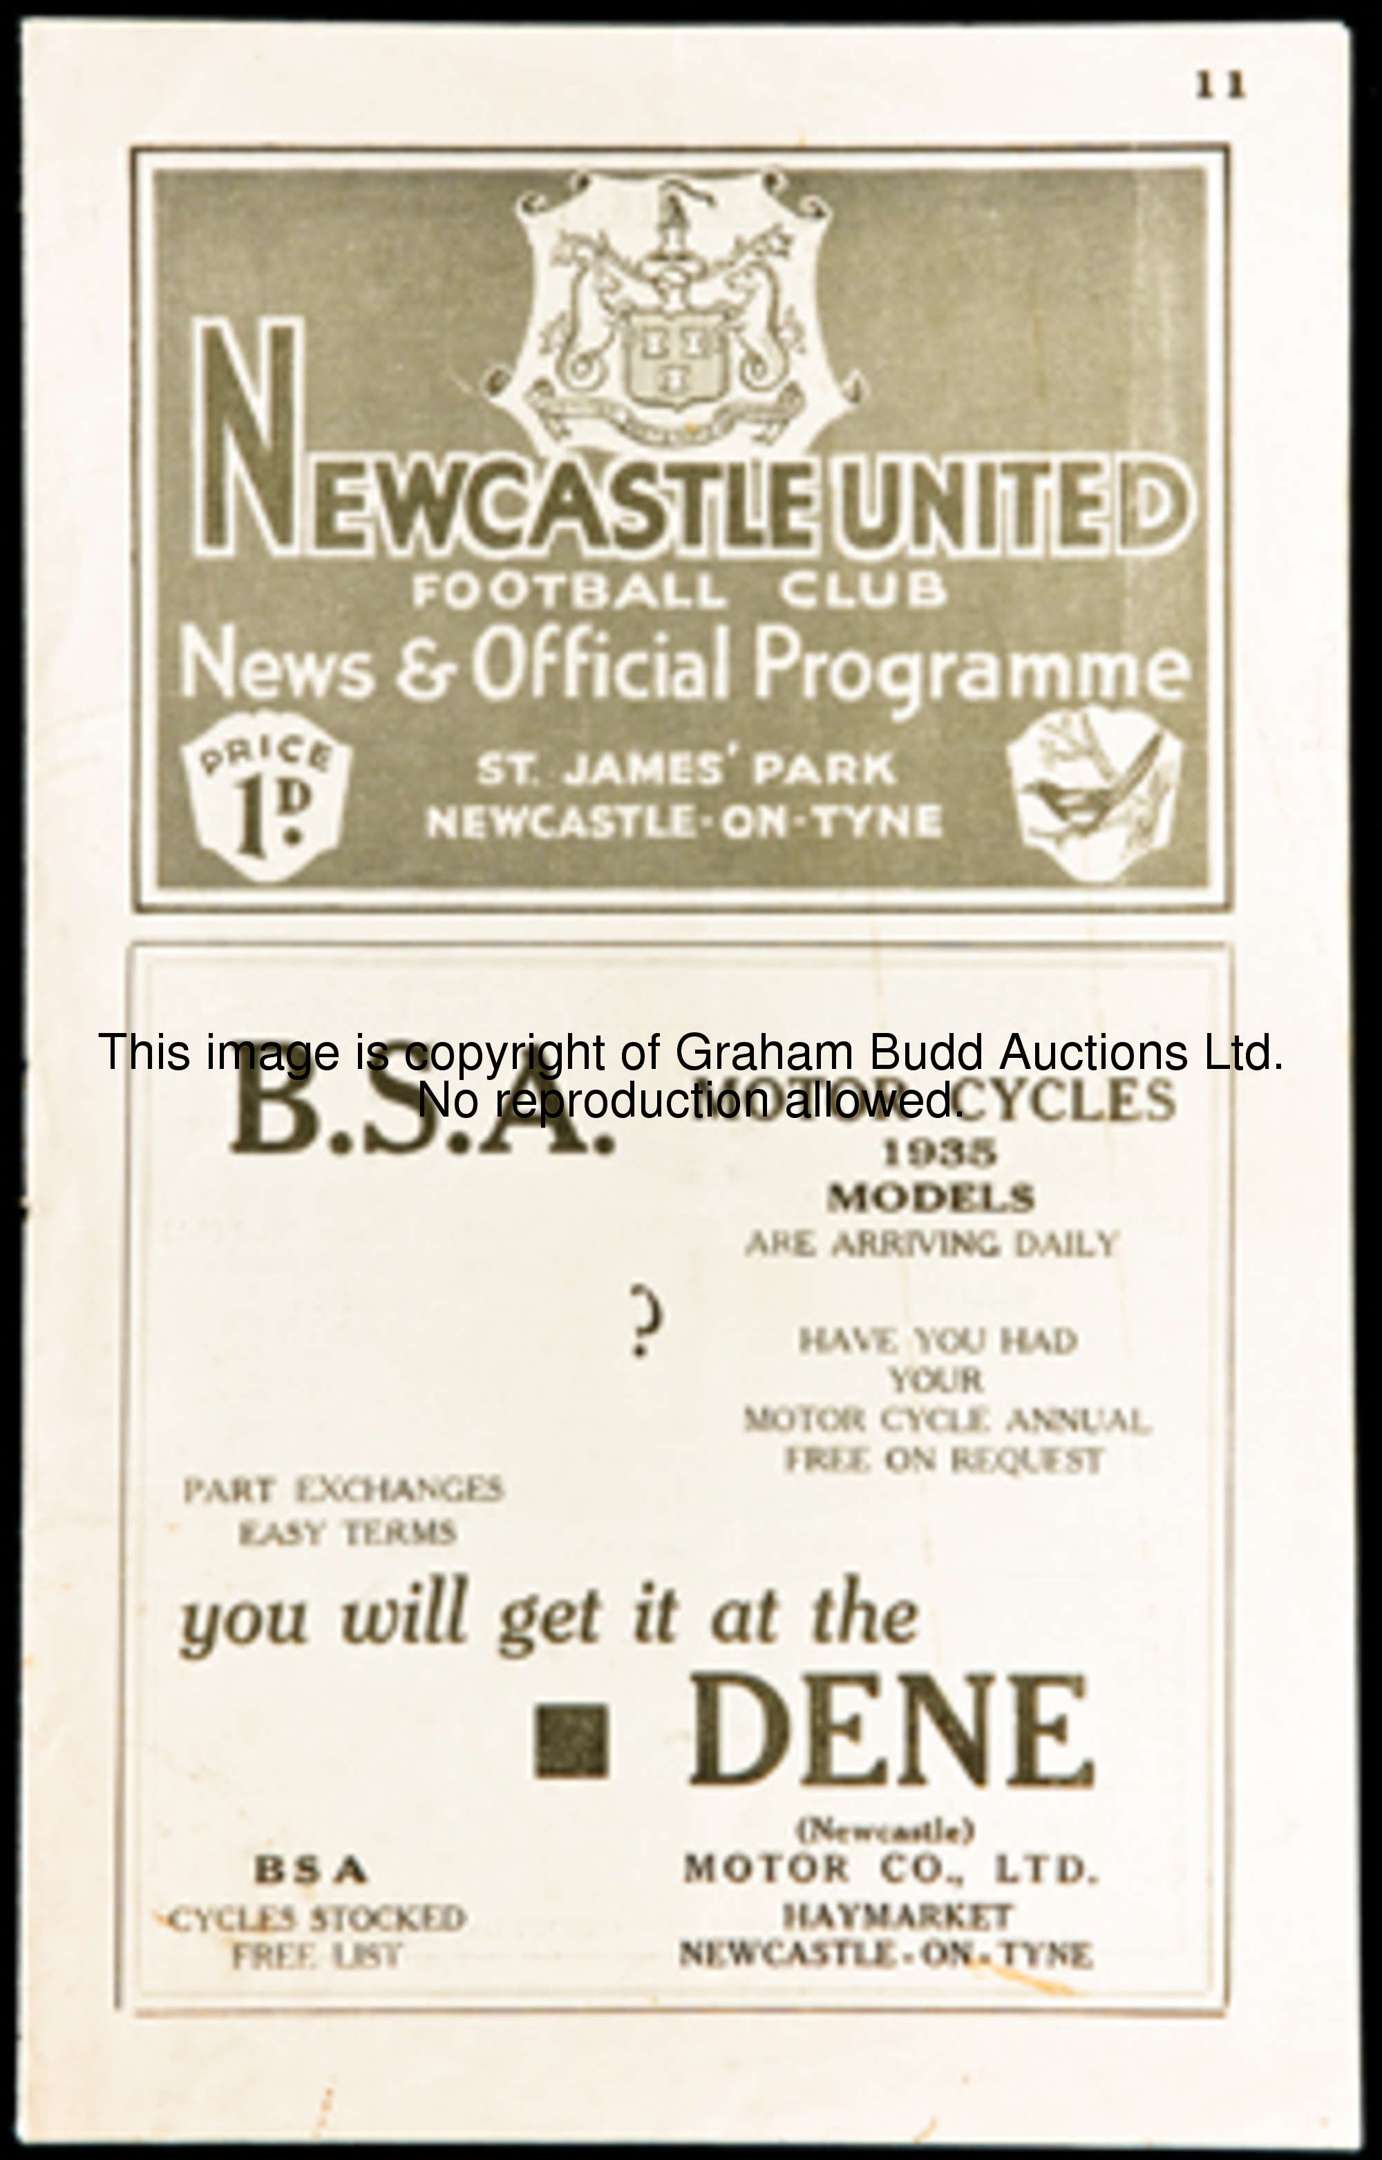 11
NEWCASTLE UNITED
FOOTBALL CLUB
News & Official Programme
PRICE
1D.
ST. JAMES' PARK
NEWCASTLE-ON-TYNE
This image is copyright of Graham Budd Auctions Ltd.
No reproduction allowed.
B.S.A. MOTOR CYCLES
1935
MODELS
ARE ARRIVING DAILY
?
HAVE YOU HAD
YOUR
MOTOR CYCLE ANNUAL
FREE ON REQUEST
PART EXCHANGES
EASY TERMS
you will get it at the
DENE
(Newcastle)
MOTOR CO., LTD.
HAYMARKET
NEWCASTLE-ON-TYNE
BSA
CYCLES STOCKED
FREE LIST